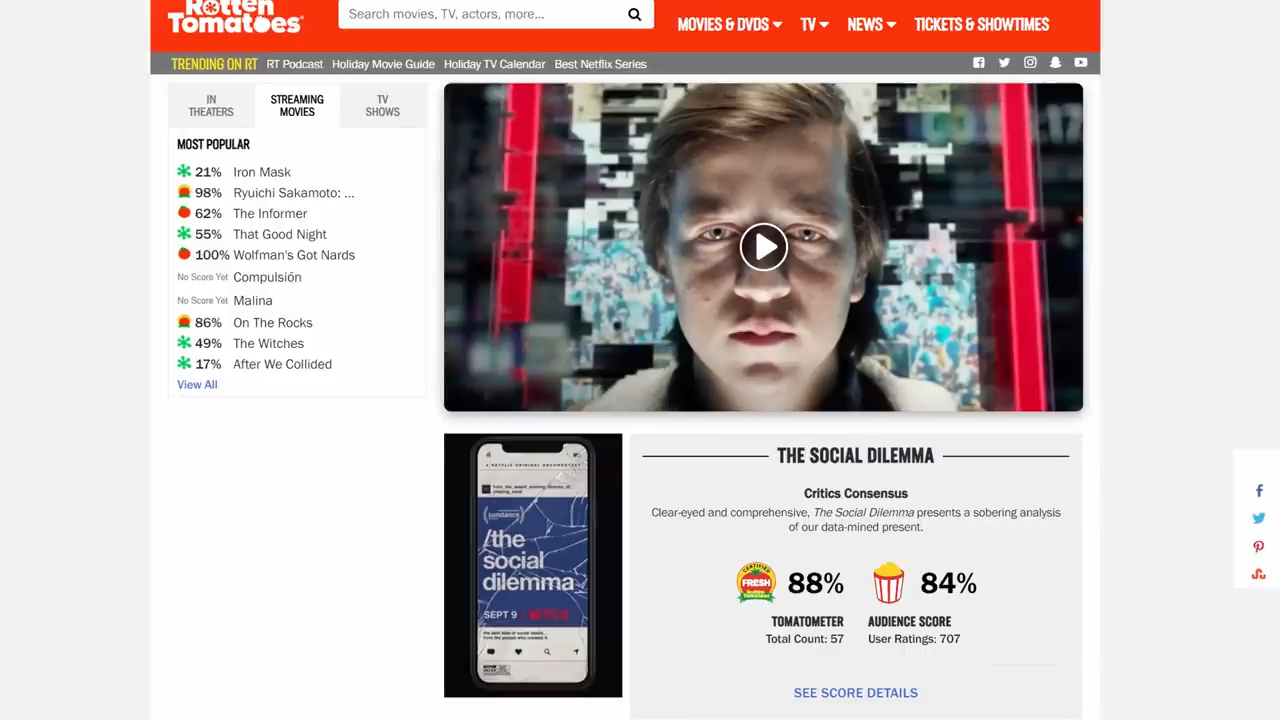 Rotten
Tomatoes
Search movies, TV, actors, more...
MOVIES & DVDS
TV
NEWS
TICKETS & SHOWTIMES
TRENDING ON RT
RT Podcast
Holiday Movie Guide
Holiday TV Calendar
Best Netflix Series
IN
THEATERS
STREAMING
MOVIES
TV
SHOWS
MOST POPULAR
21% Iron Mask
98% Ryuichi Sakamoto: ...
62% The Informer
55% That Good Night
100% Wolfman's Got Nards
No Score Yet Compulsión
No Score Yet Malina
86% On The Rocks
49% The Witches
17% After We Collided
View All
A NETFLIX ORIGINAL DOCUMENTARY
sundance
/the
social
dilemma
SEPT 9
NETFLIX
THE SOCIAL DILEMMA
Critics Consensus
Clear-eyed and comprehensive, The Social Dilemma presents a sobering analysis
of our data-mined present.
CERTIFIED
FRESH
88%
84%
TOMATOMETER
Total Count: 57
AUDIENCE SCORE
User Ratings: 707
SEE SCORE DETAILS